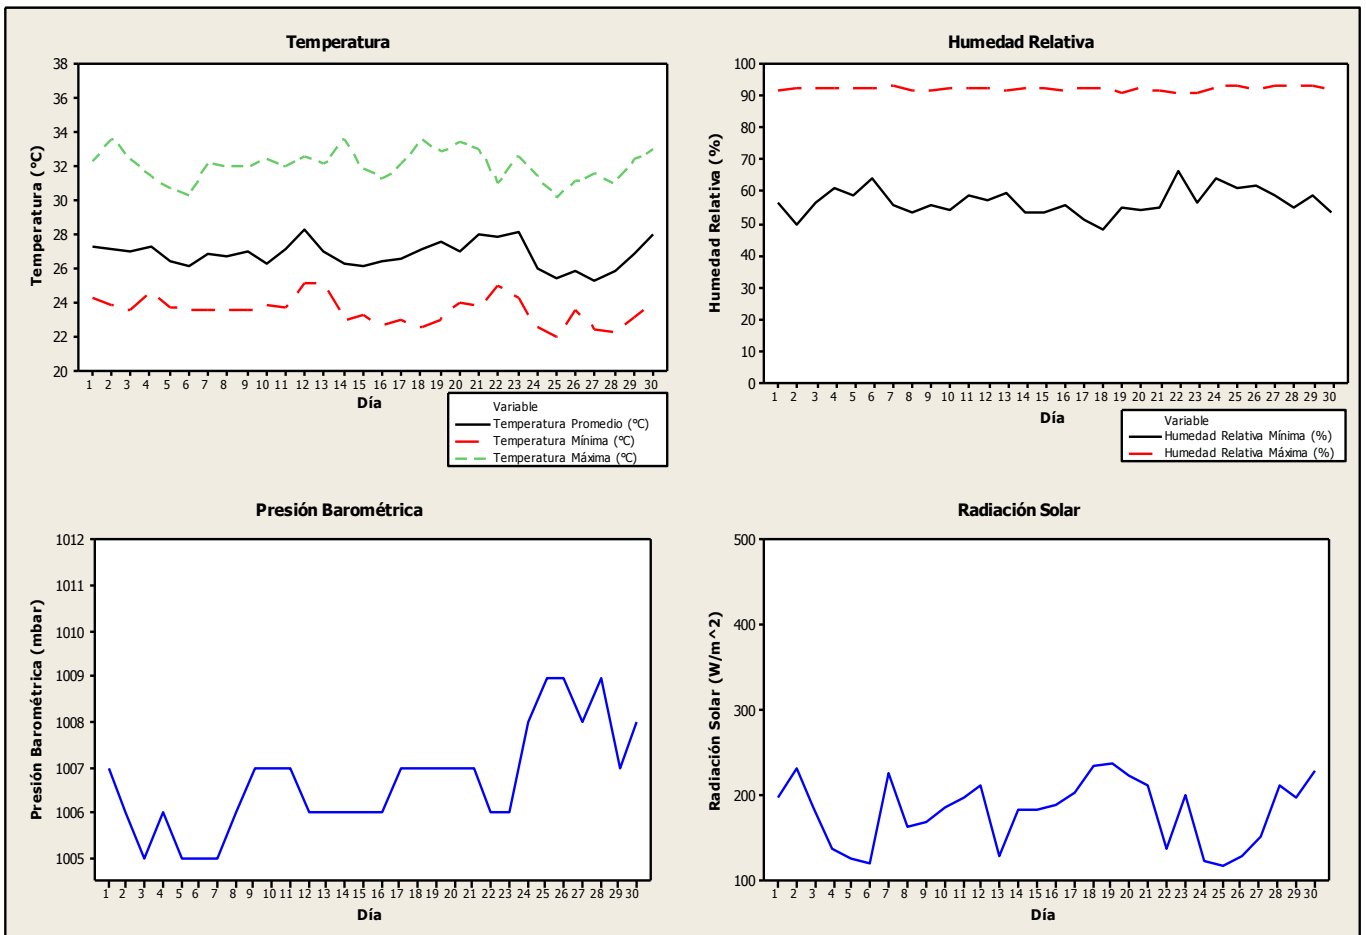 Temperatura
38
36
34
32
30
28
26
24
22
20
Temperatura (°C)
1 2 3 4 5 6 7 8 9 10 11 12 13 14 15 16 17 18 19 20 21 22 23 24 25 26 27 28 29 30
Día
Variable
Temperatura Promedio (°C)
Temperatura Mínima (°C)
Temperatura Máxima (°C)
Humedad Relativa
100
90
80
70
60
50
40
30
20
10
0
Humedad Relativa (%)
1 2 3 4 5 6 7 8 9 10 11 12 13 14 15 16 17 18 19 20 21 22 23 24 25 26 27 28 29 30
Día
Variable
Humedad Relativa Mínima (%)
Humedad Relativa Máxima (%)
Presión Barométrica
1012
1011
1010
1009
1008
1007
1006
1005
Presión Barométrica (mbar)
1 2 3 4 5 6 7 8 9 10 11 12 13 14 15 16 17 18 19 20 21 22 23 24 25 26 27 28 29 30
Día
Radiación Solar
500
400
300
200
100
Radiación Solar (W/m^2)
1 2 3 4 5 6 7 8 9 10 11 12 13 14 15 16 17 18 19 20 21 22 23 24 25 26 27 28 29 30
Día